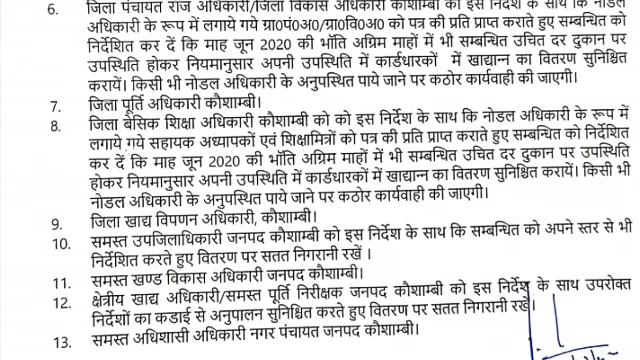 6. जिला पंचायत राज अधिकारी/जिला विकास अधिकारी कौशाम्बी को इस निर्देश के साथ कि नोडल
अधिकारी के रूप में लगाये गये ग्रा0पं0अ0/ग्रा0वि0अ0 को पत्र की प्रति प्राप्त कराते हुए सम्बन्धित को
निर्देशित कर दें कि माह जून 2020 की भॉति अग्रिम माहों में भी सम्बन्धित उचित दर दुकान पर
उपस्थिति होकर नियमानुसार अपनी उपस्थिति में कार्डधारकों में खाद्यान्न का वितरण सुनिश्चित
करायें। किसी भी नोडल अधिकारी के अनुपस्थित पाये जाने पर कठोर कार्यवाही की जाएगी।
7. जिला पूर्ति अधिकारी कौशाम्बी।
8. जिला बेसिक शिक्षा अधिकारी कौशाम्बी को को इस निर्देश के साथ कि नोडल अधिकारी के रूप में
लगाये गये सहायक अध्यापकों एवं शिक्षामित्रों को पत्र की प्रति प्राप्त कराते हुए सम्बन्धित को निर्देशित
कर दें कि माह जून 2020 की भॉति अग्रिम माहों में भी सम्बन्धित उचित दर दुकान पर उपस्थिति
होकर नियमानुसार अपनी उपस्थिति में कार्डधारकों में खाद्यान्न का वितरण सुनिश्चित करायें। किसी भी
नोडल अधिकारी के अनुपस्थित पाये जाने पर कठोर कार्यवाही की जाएगी।
9. जिला खाद्य विपणन अधिकारी, कौशाम्बी।
10. समस्त उपजिलाधिकारी जनपद कौशाम्बी को इस निर्देश के साथ कि सम्बन्धित को अपने स्तर से भी
निर्देशित करते हुए वितरण पर सतत निगरानी रखें ।
11. समस्त खण्ड विकास अधिकारी जनपद कौशाम्बी।
12. क्षेत्रीय खाद्य अधिकारी/समस्त पूर्ति निरीक्षक जनपद कौशाम्बी को इस निर्देश के साथ उपरोक्त
निर्देशों का कडाई से अनुपालन सुनिश्चित करते हुए वितरण पर सतत निगरानी रखें।
13. समस्त अधिशासी अधिकारी नगर पंचायत जनपद कौशाम्बी।